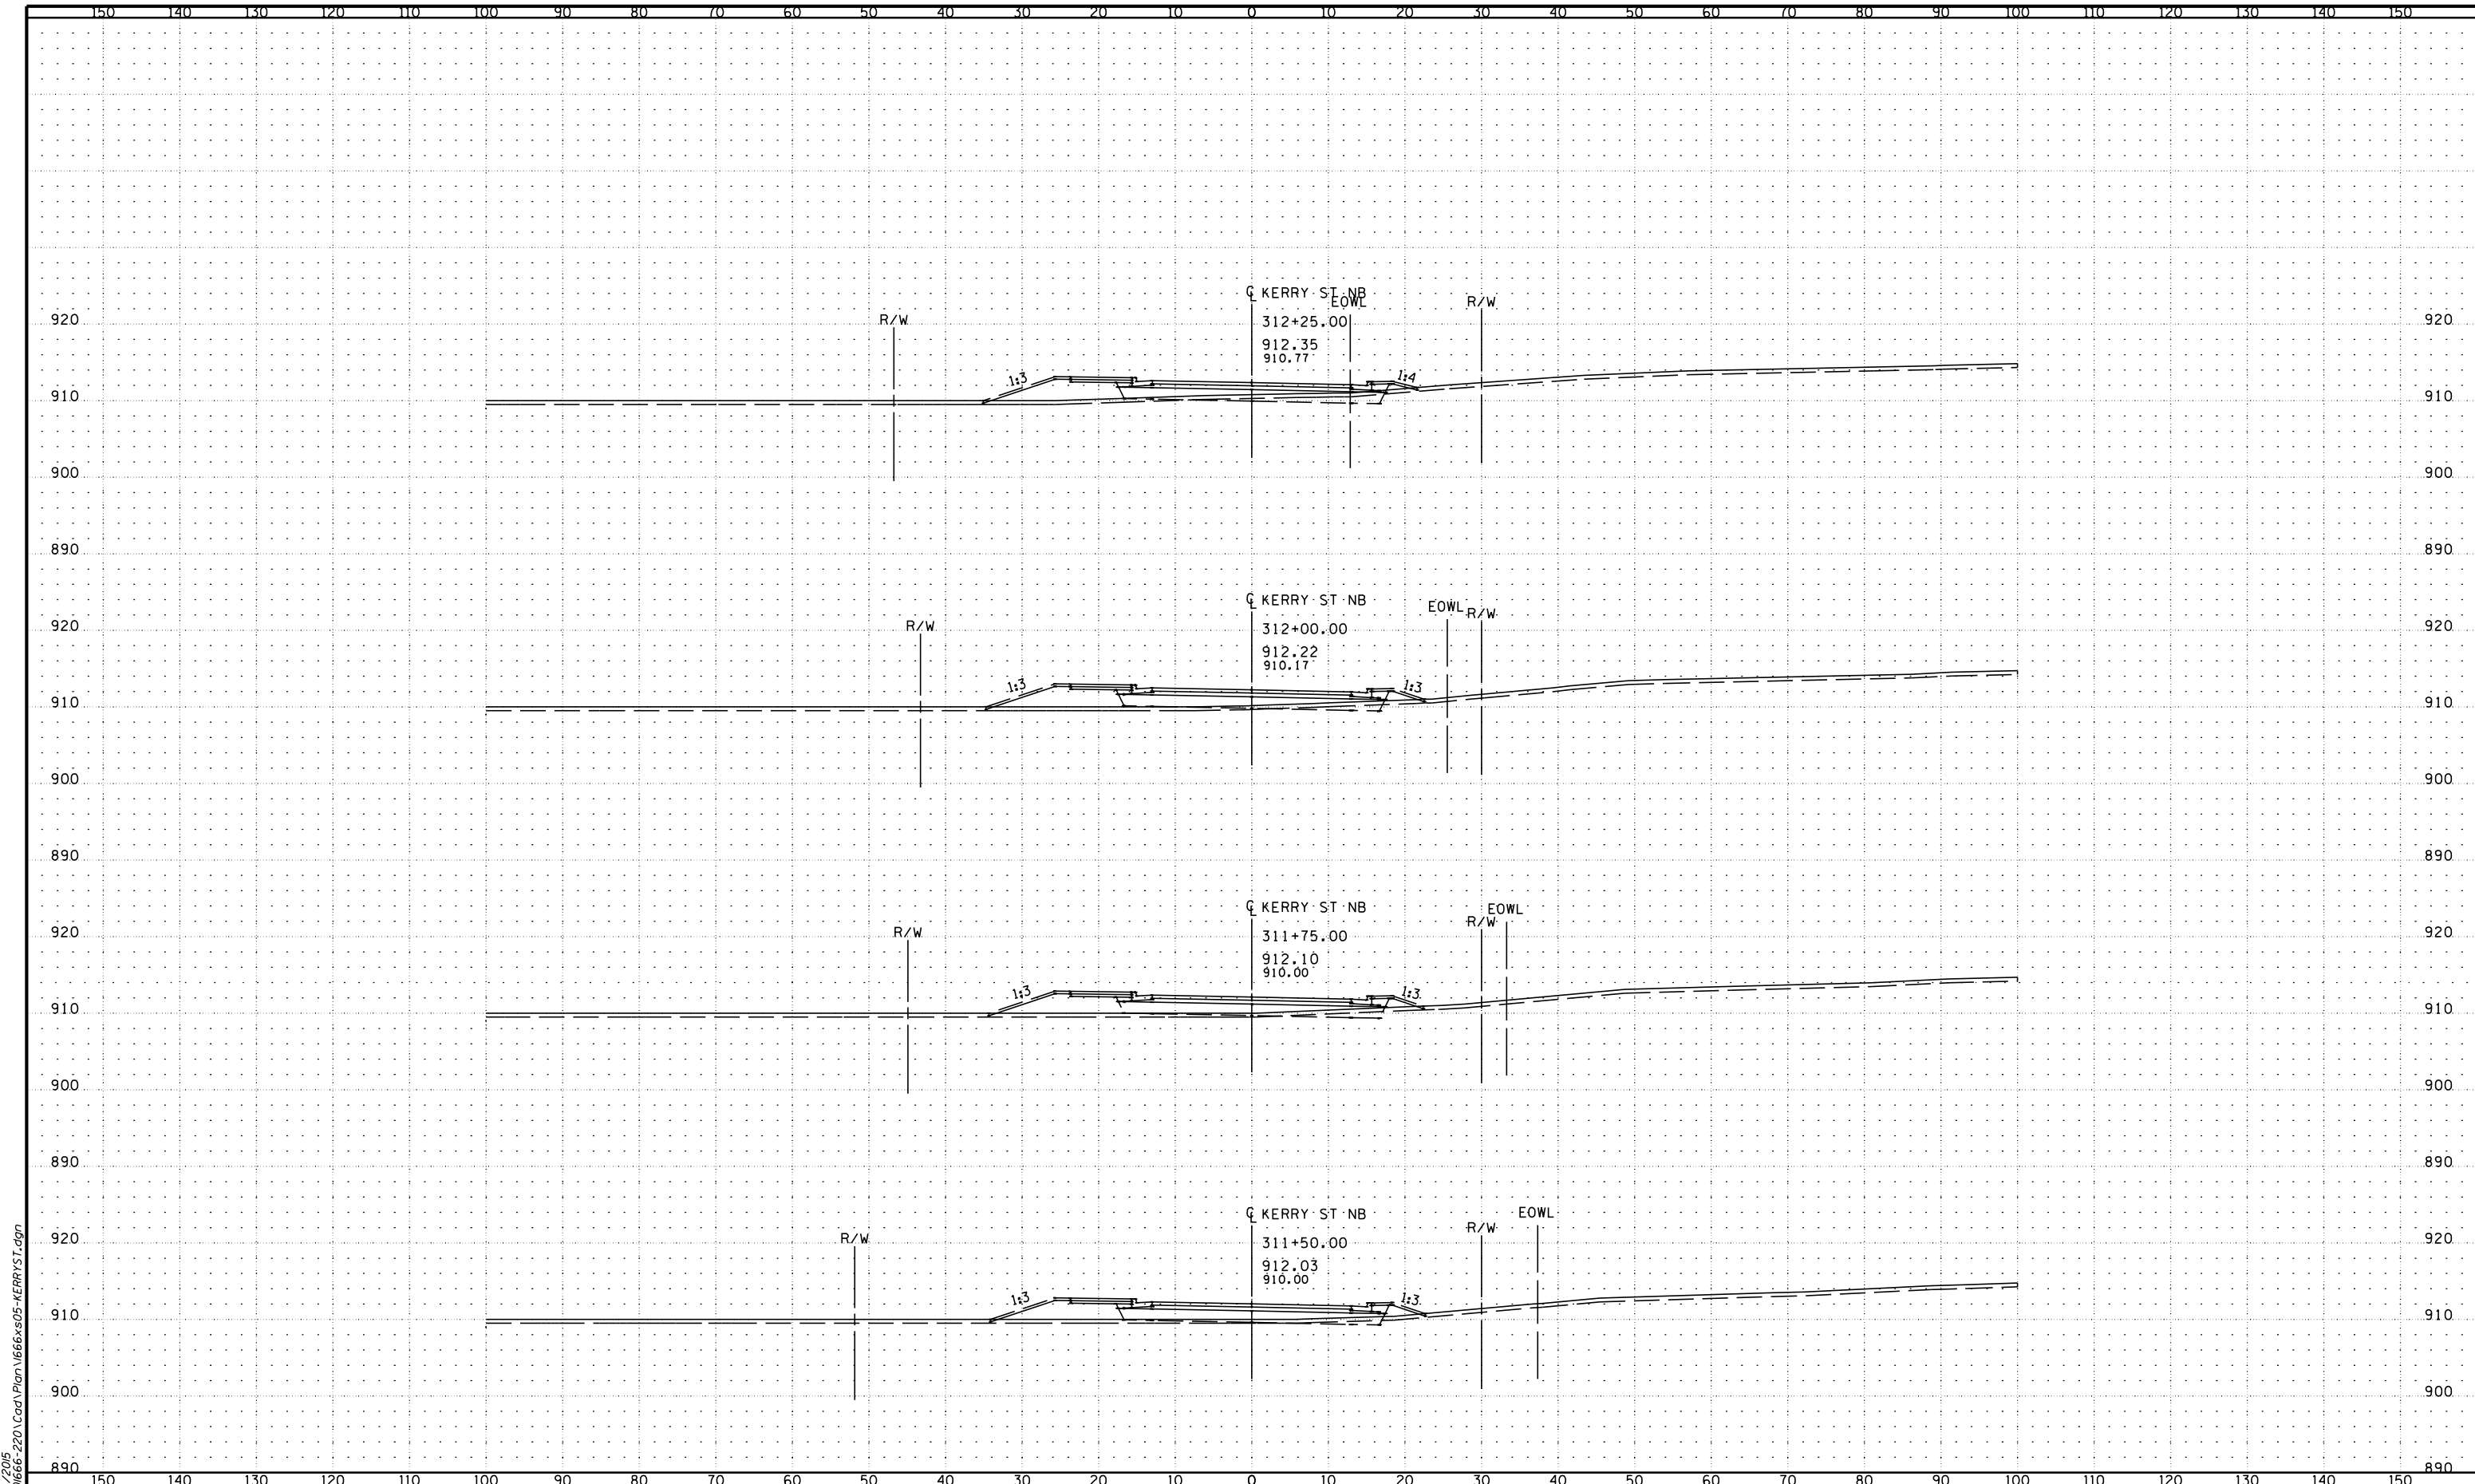 150 140 130 120 110 100 90 80 70 60 50 40 30 20 10 0 10 20 30 40 50 60 70 80 90 100 110 120 130 140 150
℄ KERRY ST NB
EOWL
R/W
R/W
920 312+25.00 920
912.35
910.77
1:3 1:4
910 910
900 900
890 890
℄ KERRY ST NB
EOWL R/W
R/W
920 312+00.00 920
912.22
910.17
1:3 1:3
910 910
900 900
890 890
℄ KERRY ST NB
EOWL
R/W
R/W
920 311+75.00 920
912.10
910.00
1:3 1:3
910 910
900 900
890 890
℄ KERRY ST NB
EOWL
R/W
R/W
920 311+50.00 920
912.03
910.00
1:3 1:3
910 910
900 900
890 890
150 140 130 120 110 100 90 80 70 60 50 40 30 20 10 0 10 20 30 40 50 60 70 80 90 100 110 120 130 140 150
/2015
1666-220\Cad\Plan\1666xs05-KERRYST.dgn